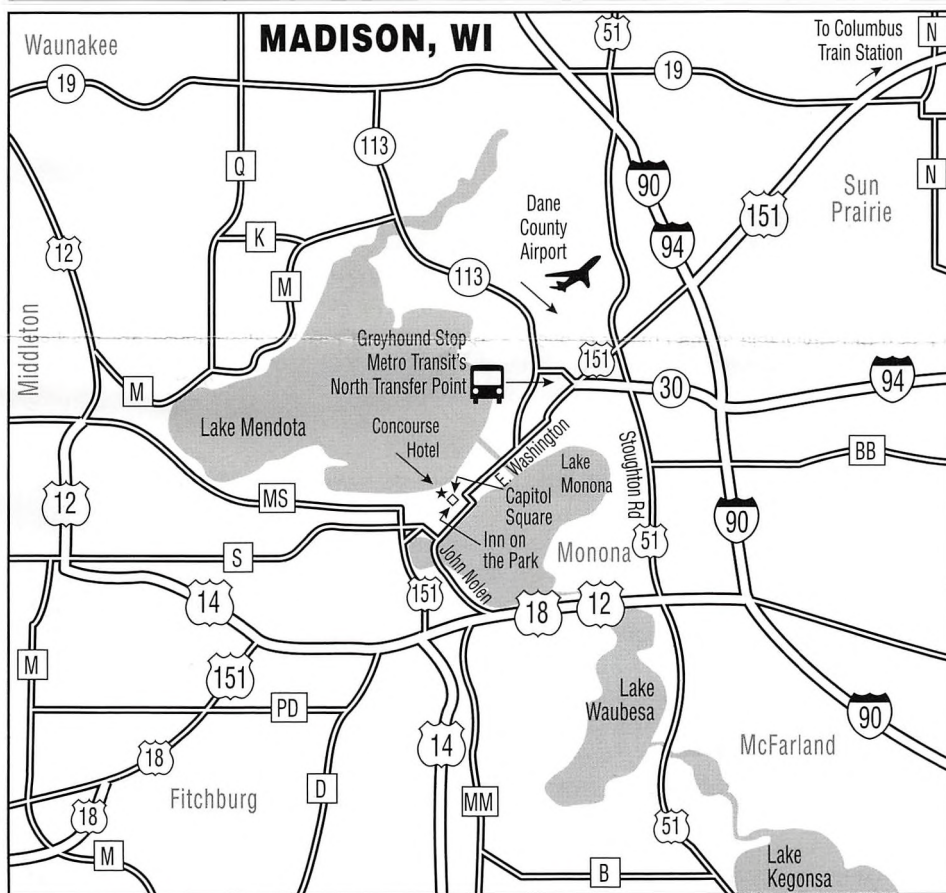 MADISON, WI
Waunakee
51
To Columbus
Train Station
N
19
19
113
Q
90
N
Sun
Prairie
151
Dane
County
Airport
94
K
12
M
113
Middleton
Greyhound Stop
Metro Transit's
North Transfer Point
151
30
94
M
Lake Mendota
Concourse
Hotel
E. Washington
Stoughton Rd
BB
Lake
Monona
12
MS
Capitol
Square
90
Inn on
the Park
Monona
51
S
John Nolen
14
151
18
12
M
151
Lake
Waubesa
PD
90
14
McFarland
18
Fitchburg
D
MM
18
51
M
B
Lake
Kegonsa